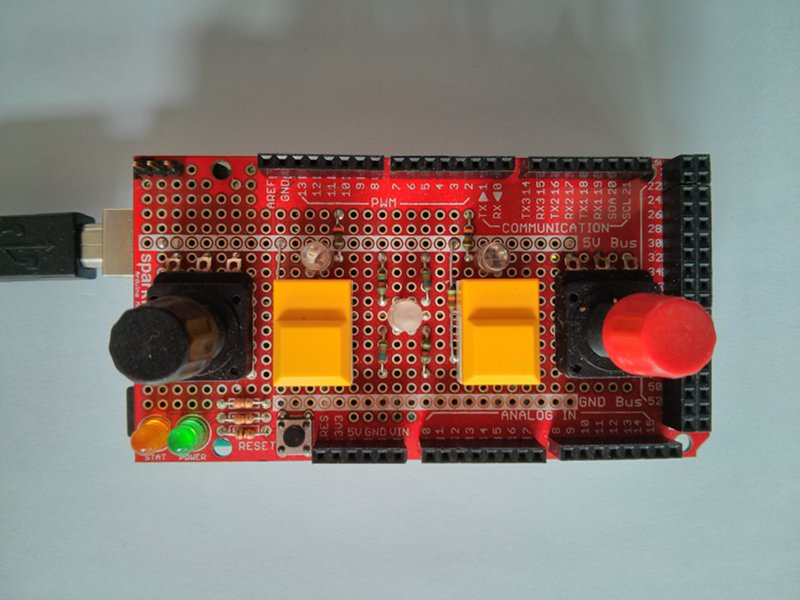 AREF
GND
13
12
11
10
9
8
7
6
5
4
3
2
PWM
TX 1
RX 0
TX3 14
RX3 15
TX2 16
RX2 17
TX1 18
RX1 19
SDA 20
SCL 21
COMMUNICATION
5V Bus
22
24
26
28
30
32
34
spar
50
52
GND Bus
ANALOG IN
STAT
POWER
RESET
RES
3V3
5V GND VIN
0
1
2
3
4
5
6
7
8
9
10
11
12
13
14
15